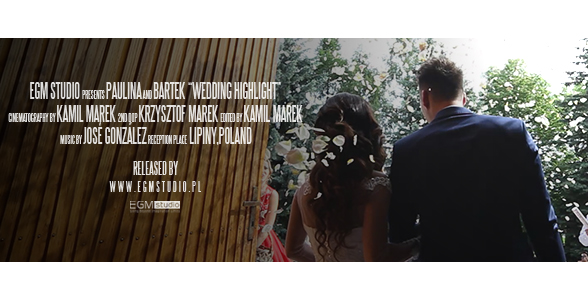 EGM STUDIO PRESENTS PAULINA AND BARTEK "WEDDING HIGHLIGHT"
CINEMATOGRAPHY BY KAMIL MAREK 2ND DOP KRZYSZTOF MAREK EDITED BY KAMIL MAREK
MUSIC BY JOSE GONZALEZ RECEPTION PLACE LIPINY.POLAND
RELEASED BY
WWW.EGMSTUDIO.PL
EGM studio